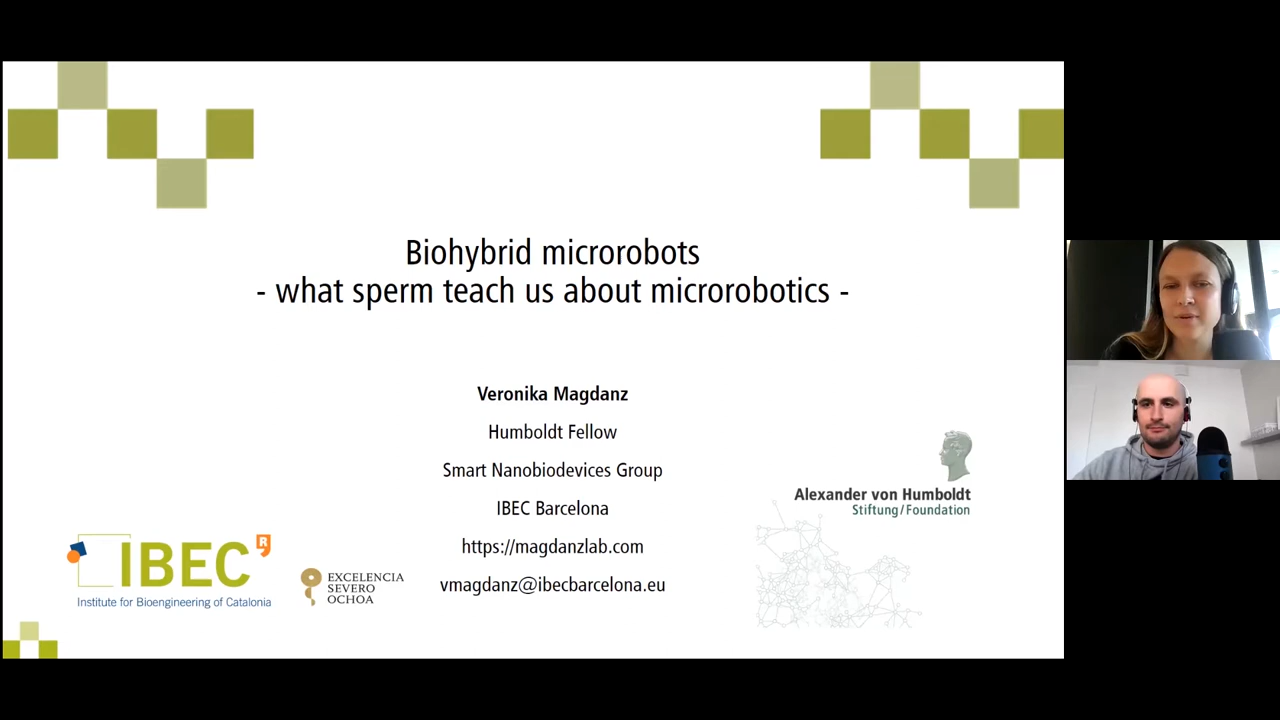 Biohybrid microrobots
- what sperm teach us about microrobotics -
Veronika Magdanz
Humboldt Fellow
Smart Nanobiodevices Group
IBEC Barcelona
https://magdanzlab.com
vmagdanz@ibecbarcelona.eu
IBEC R
Institute for Bioengineering of Catalonia
EXCELENCIA
SEVERO
OCHOA
Alexander von Humboldt
Stiftung/Foundation